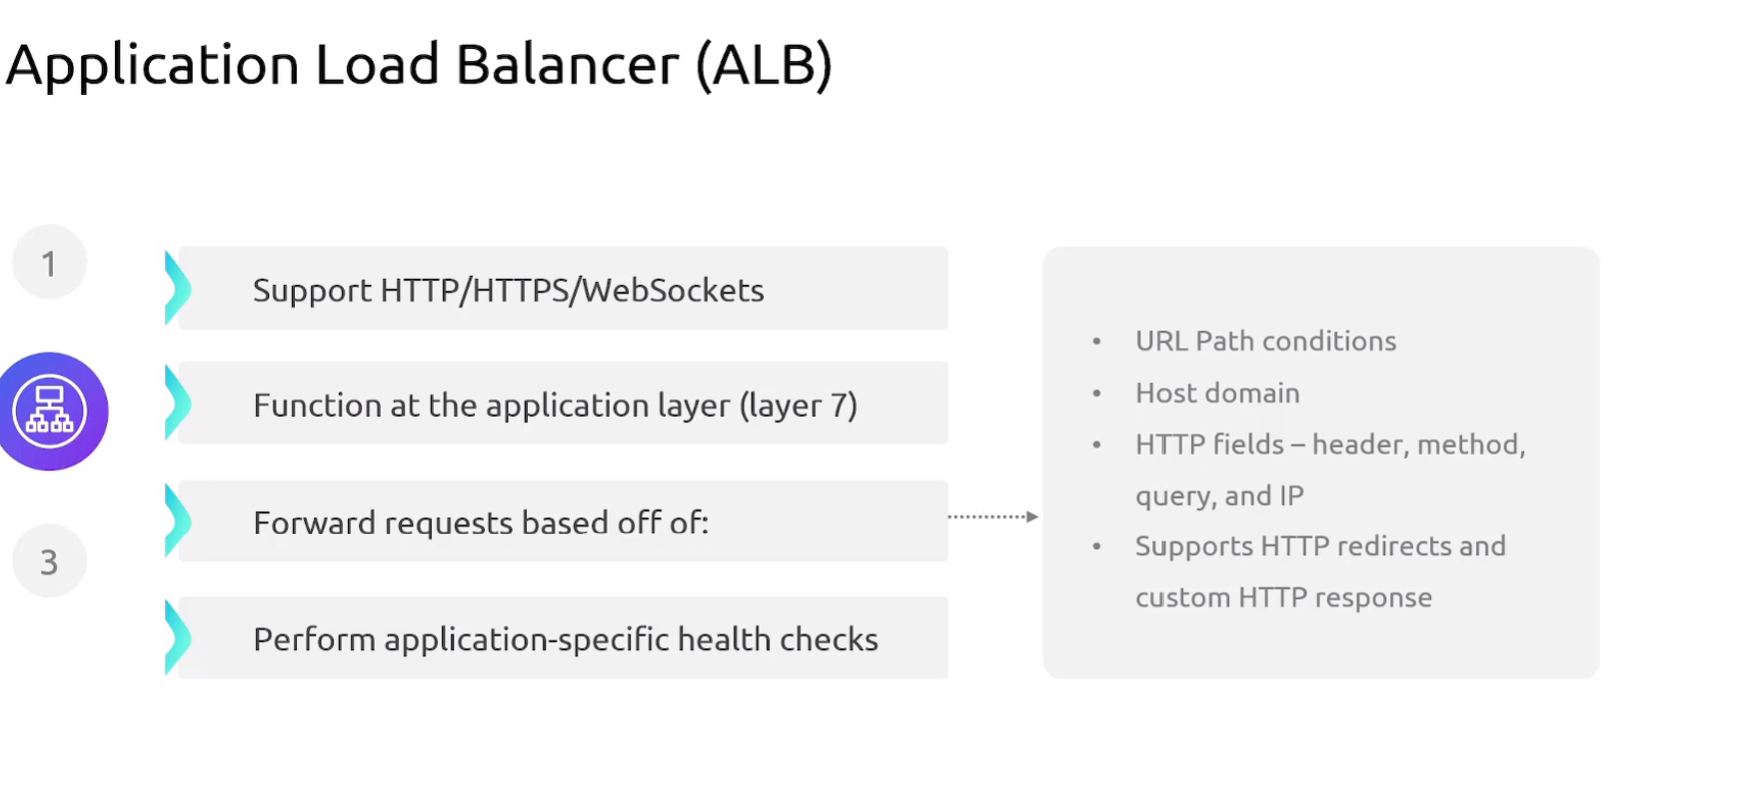 Application Load Balancer (ALB)
1
3
Support HTTP/HTTPS/WebSockets
Function at the application layer (layer 7)
Forward requests based off of:
Perform application-specific health checks
• URL Path conditions
• Host domain
• HTTP fields – header, method,
query, and IP
• Supports HTTP redirects and
custom HTTP response